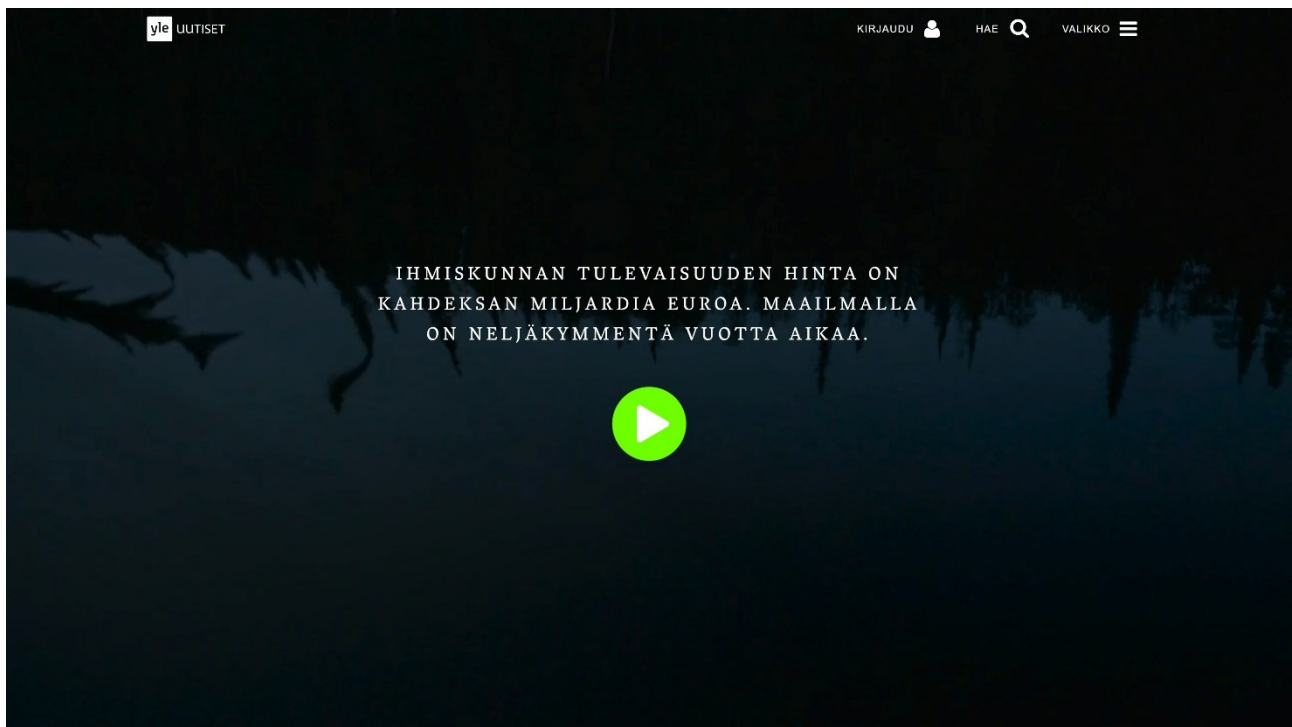 yle UUTISET
KIRJAUDU
HAE
VALIKKO
IHMISKUNNAN TULEVAISUUDEN HINTA ON
KAHDEKSAN MILJARDIA EUROA. MAAILMALLA
ON NELJÄKYMMENTÄ VUOTTA AIKAA.